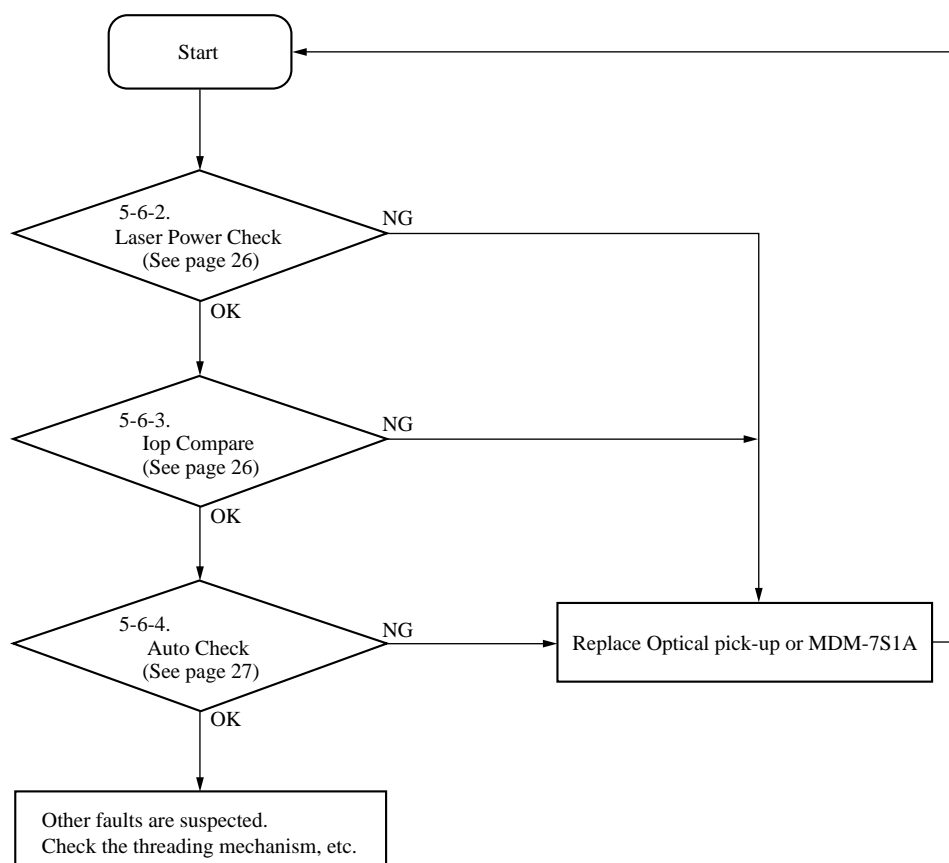 Start
5-6-2.
Laser Power Check
(See page 26)
NG
OK
5-6-3.
Iop Compare
(See page 26)
NG
OK
5-6-4.
Auto Check
(See page 27)
NG
Replace Optical pick-up or MDM-7S1A
OK
Other faults are suspected.
Check the threading mechanism, etc.